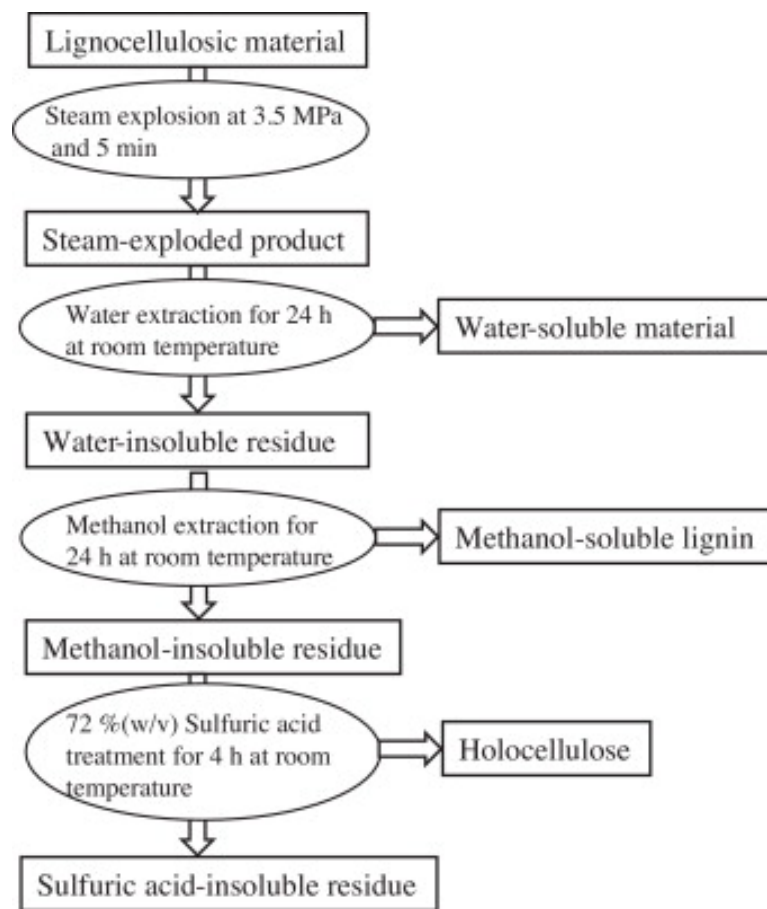 Lignocellulosic material
Steam explosion at 3.5 MPa
and 5 min
Steam-exploded product
Water extraction for 24 h
at room temperature
Water-soluble material
Water-insoluble residue
Methanol extraction for
24 h at room temperature
Methanol-soluble lignin
Methanol-insoluble residue
72 %(w/v) Sulfuric acid
treatment for 4 h at room
temperature
Holocellulose
Sulfuric acid-insoluble residue